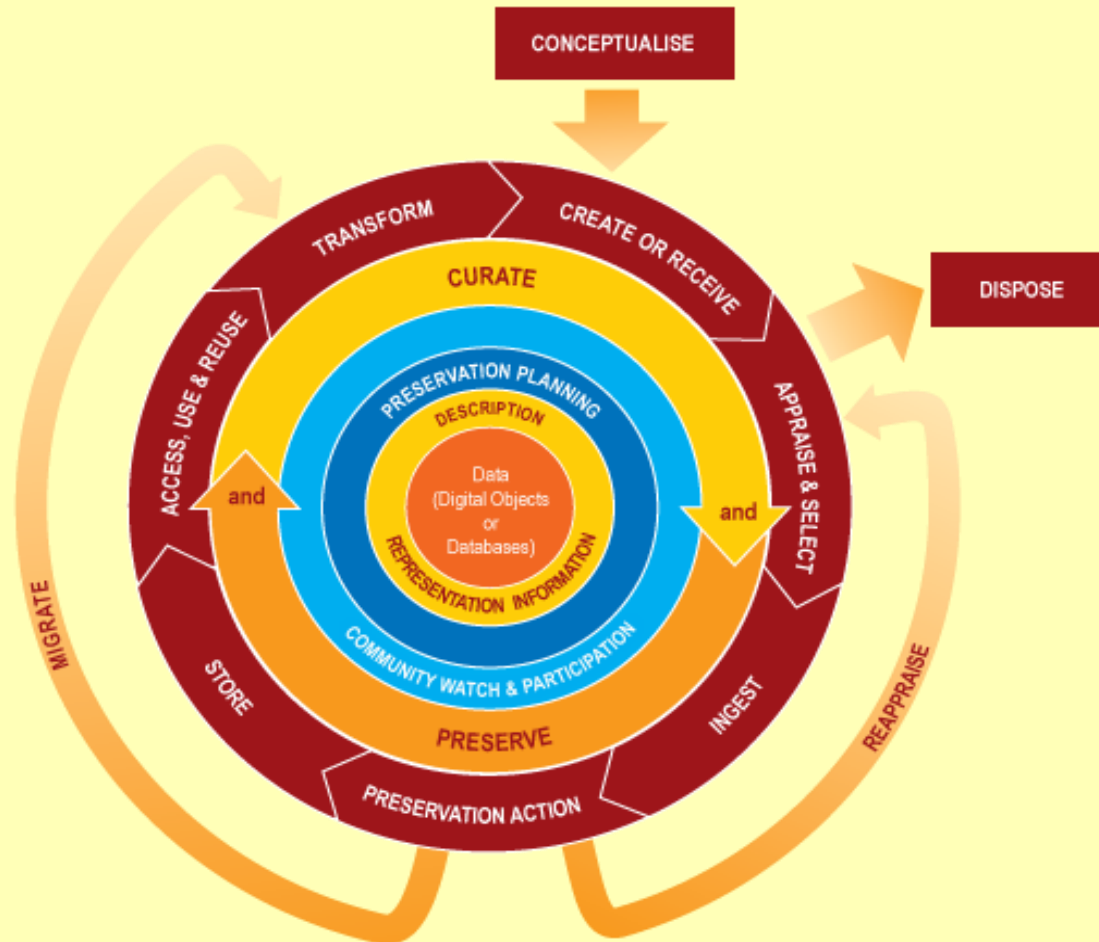 CONCEPTUALISE
TRANSFORM
CREATE OR RECEIVE
CURATE
DISPOSE
ACCESS, USE & REUSE
PRESERVATION PLANNING
DESCRIPTION
APPRAISE & SELECT
Data
(Digital Objects
or
Databases)
and
and
REPRESENTATION INFORMATION
MIGRATE
COMMUNITY WATCH & PARTICIPATION
STORE
INGEST
REAPPRAISE
PRESERVE
PRESERVATION ACTION